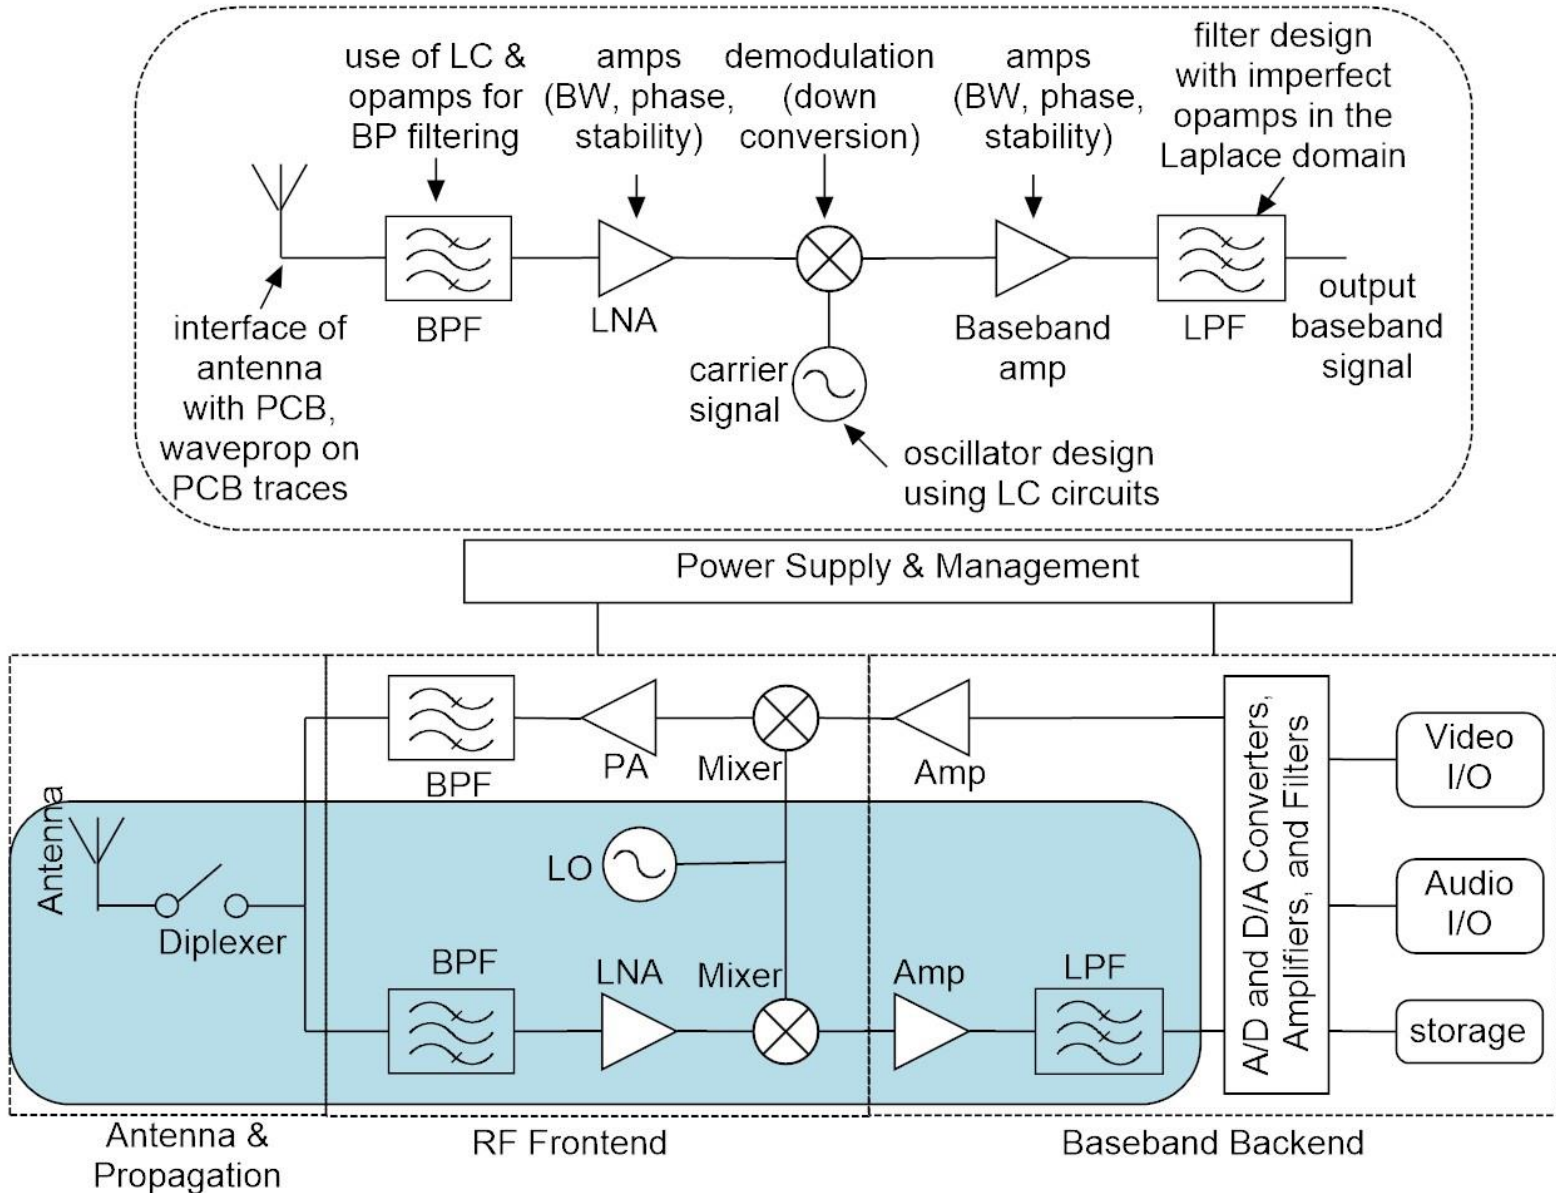 use of LC &
opamps for
BP filtering
amps
(BW, phase,
stability)
demodulation
(down
conversion)
amps
(BW, phase,
stability)
filter design
with imperfect
opamps in the
Laplace domain
BPF
LNA
Baseband
amp
LPF
output
baseband
signal
interface of
antenna
with PCB,
waveprop on
PCB traces
carrier
signal
oscillator design
using LC circuits
Power Supply & Management
BPF
PA
Mixer
Amp
Antenna
Diplexer
LO
BPF
LNA
Mixer
Amp
LPF
A/D and D/A Converters,
Amplifiers, and Filters
Video
I/O
Audio
I/O
storage
Antenna &
Propagation
RF Frontend
Baseband Backend